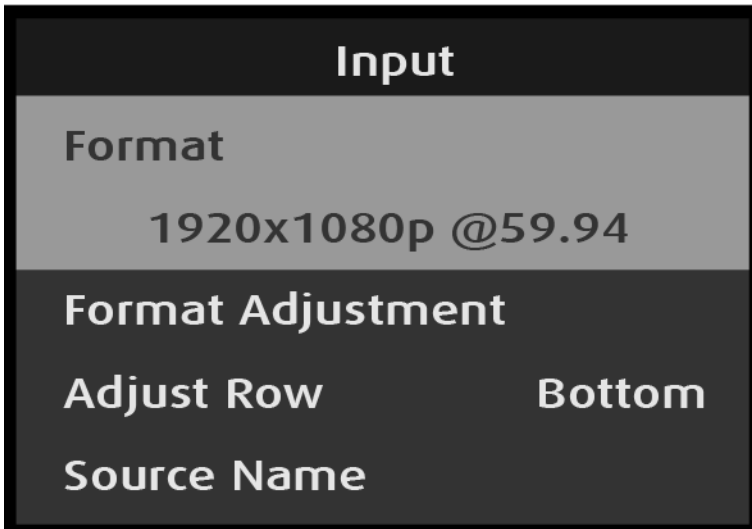 Input
Format
1920x1080p @59.94
Format Adjustment
Adjust Row Bottom
Source Name